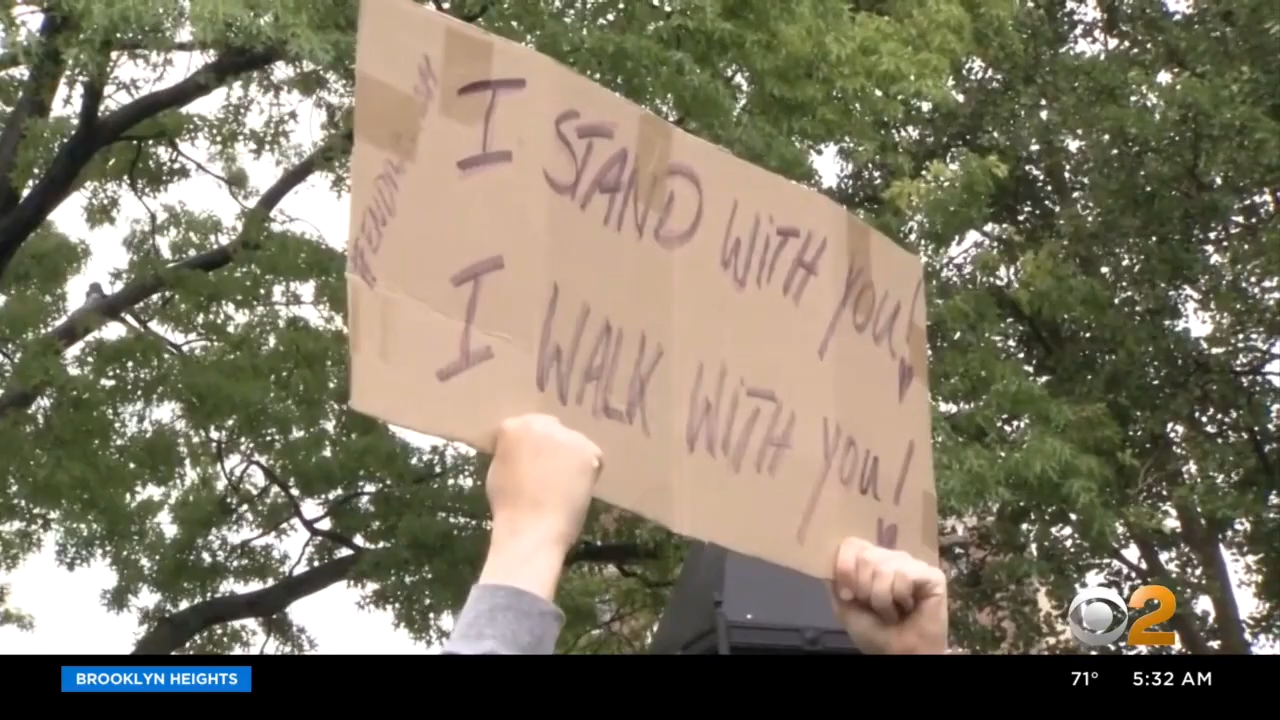 I STAND WITH you!
I WALK WITH you!
2
BROOKLYN HEIGHTS
71° 5:32 AM